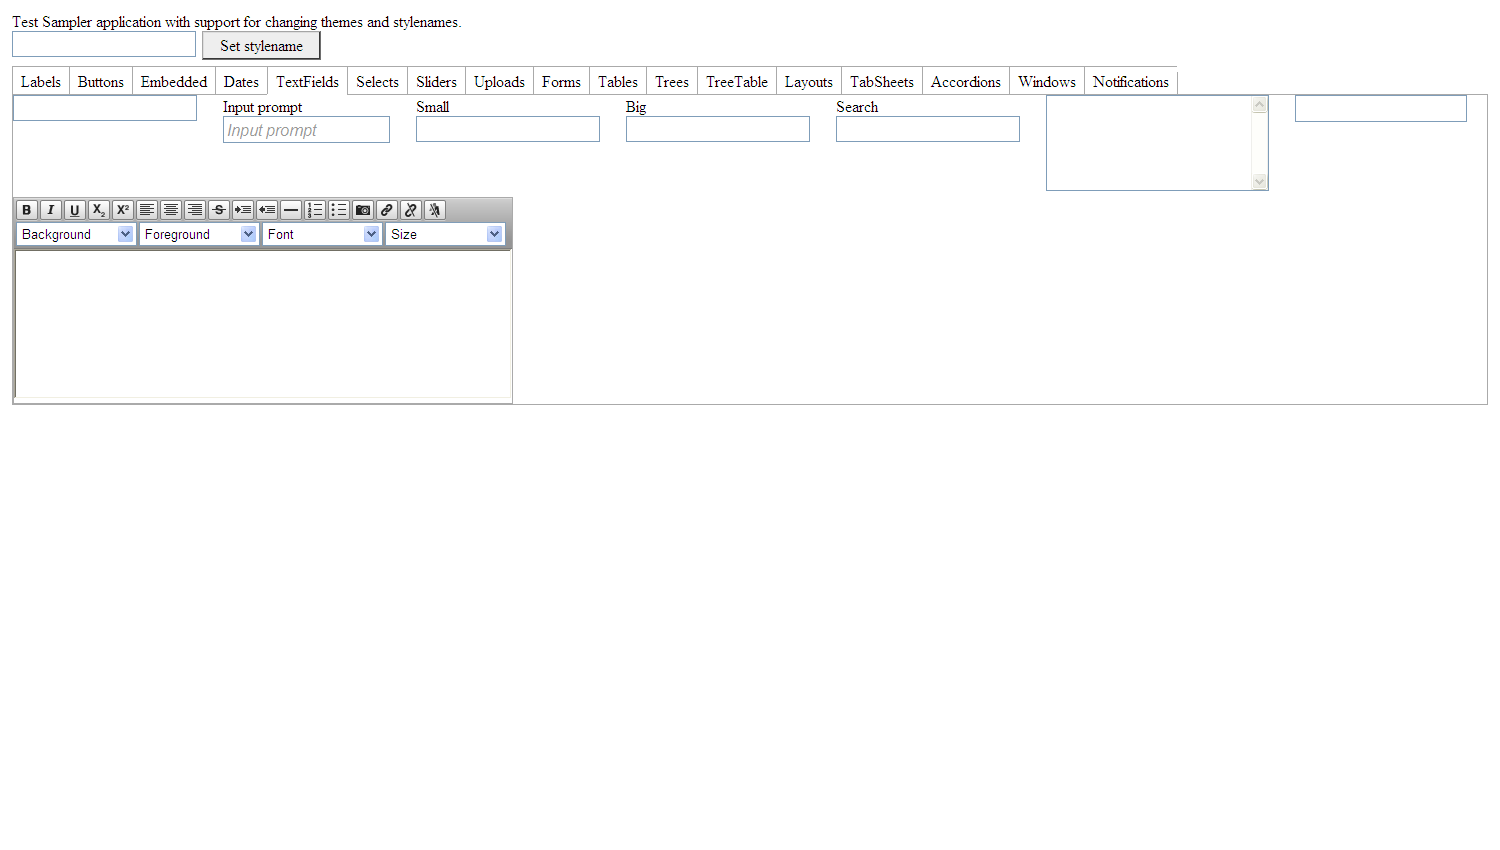 Test Sampler application with support for changing themes and stylenames.
Set stylename
Labels Buttons Embedded Dates TextFields Selects Sliders Uploads Forms Tables Trees TreeTable Layouts TabSheets Accordions Windows Notifications
Input prompt Small Big Search
Input prompt
B I U X₂ X² S
Background Foreground Font Size